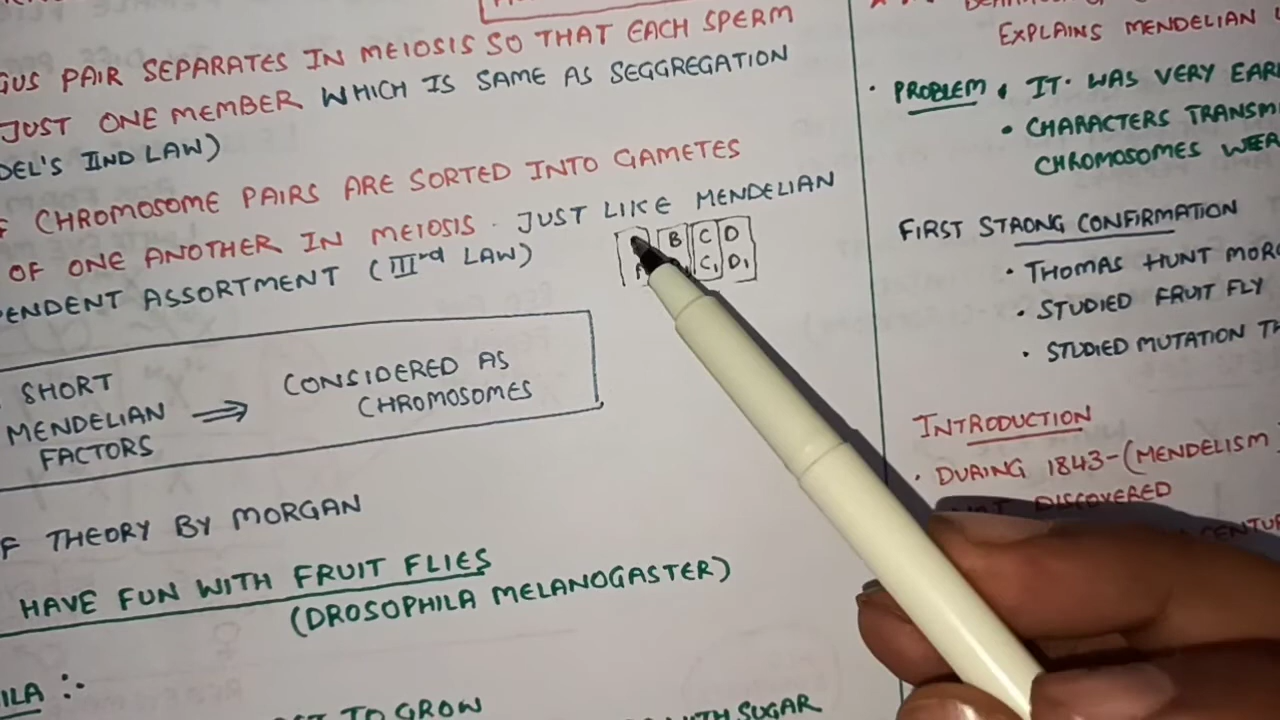 GUS PAIR SEPARATES IN MEIOSIS SO THAT EACH SPERM
JUST ONE MEMBER WHICH IS SAME AS SEGGREGATION
DEL'S IIND LAW)
F CHROMOSOME PAIRS ARE SORTED INTO GAMETES
OF ONE ANOTHER IN MEIOSIS. JUST LIKE MENDELIAN
ENDENT ASSORTMENT (IIIrd LAW)
B C D
C1 D1
SHORT
MENDELIAN
FACTORS
⇒
CONSIDERED AS
CHROMOSOMES
F THEORY BY MORGAN
HAVE FUN WITH FRUIT FLIES
(DROSOPHILA MELANOGASTER)
ILA :-
TO GROW
WITH SUGAR
EXPLAINS MENDELIAN
• PROBLEM : IT. WAS VERY EAR
• CHARACTERS TRANSM
CHROMOSOMES WER
FIRST STRONG CONFIRMATION
• THOMAS HUNT MOR
• STUDIED FRUIT FLY
• STUDIED MUTATION TH
INTRODUCTION
• DURING 1843-(MENDELISM
DISCOVERED
CENTU